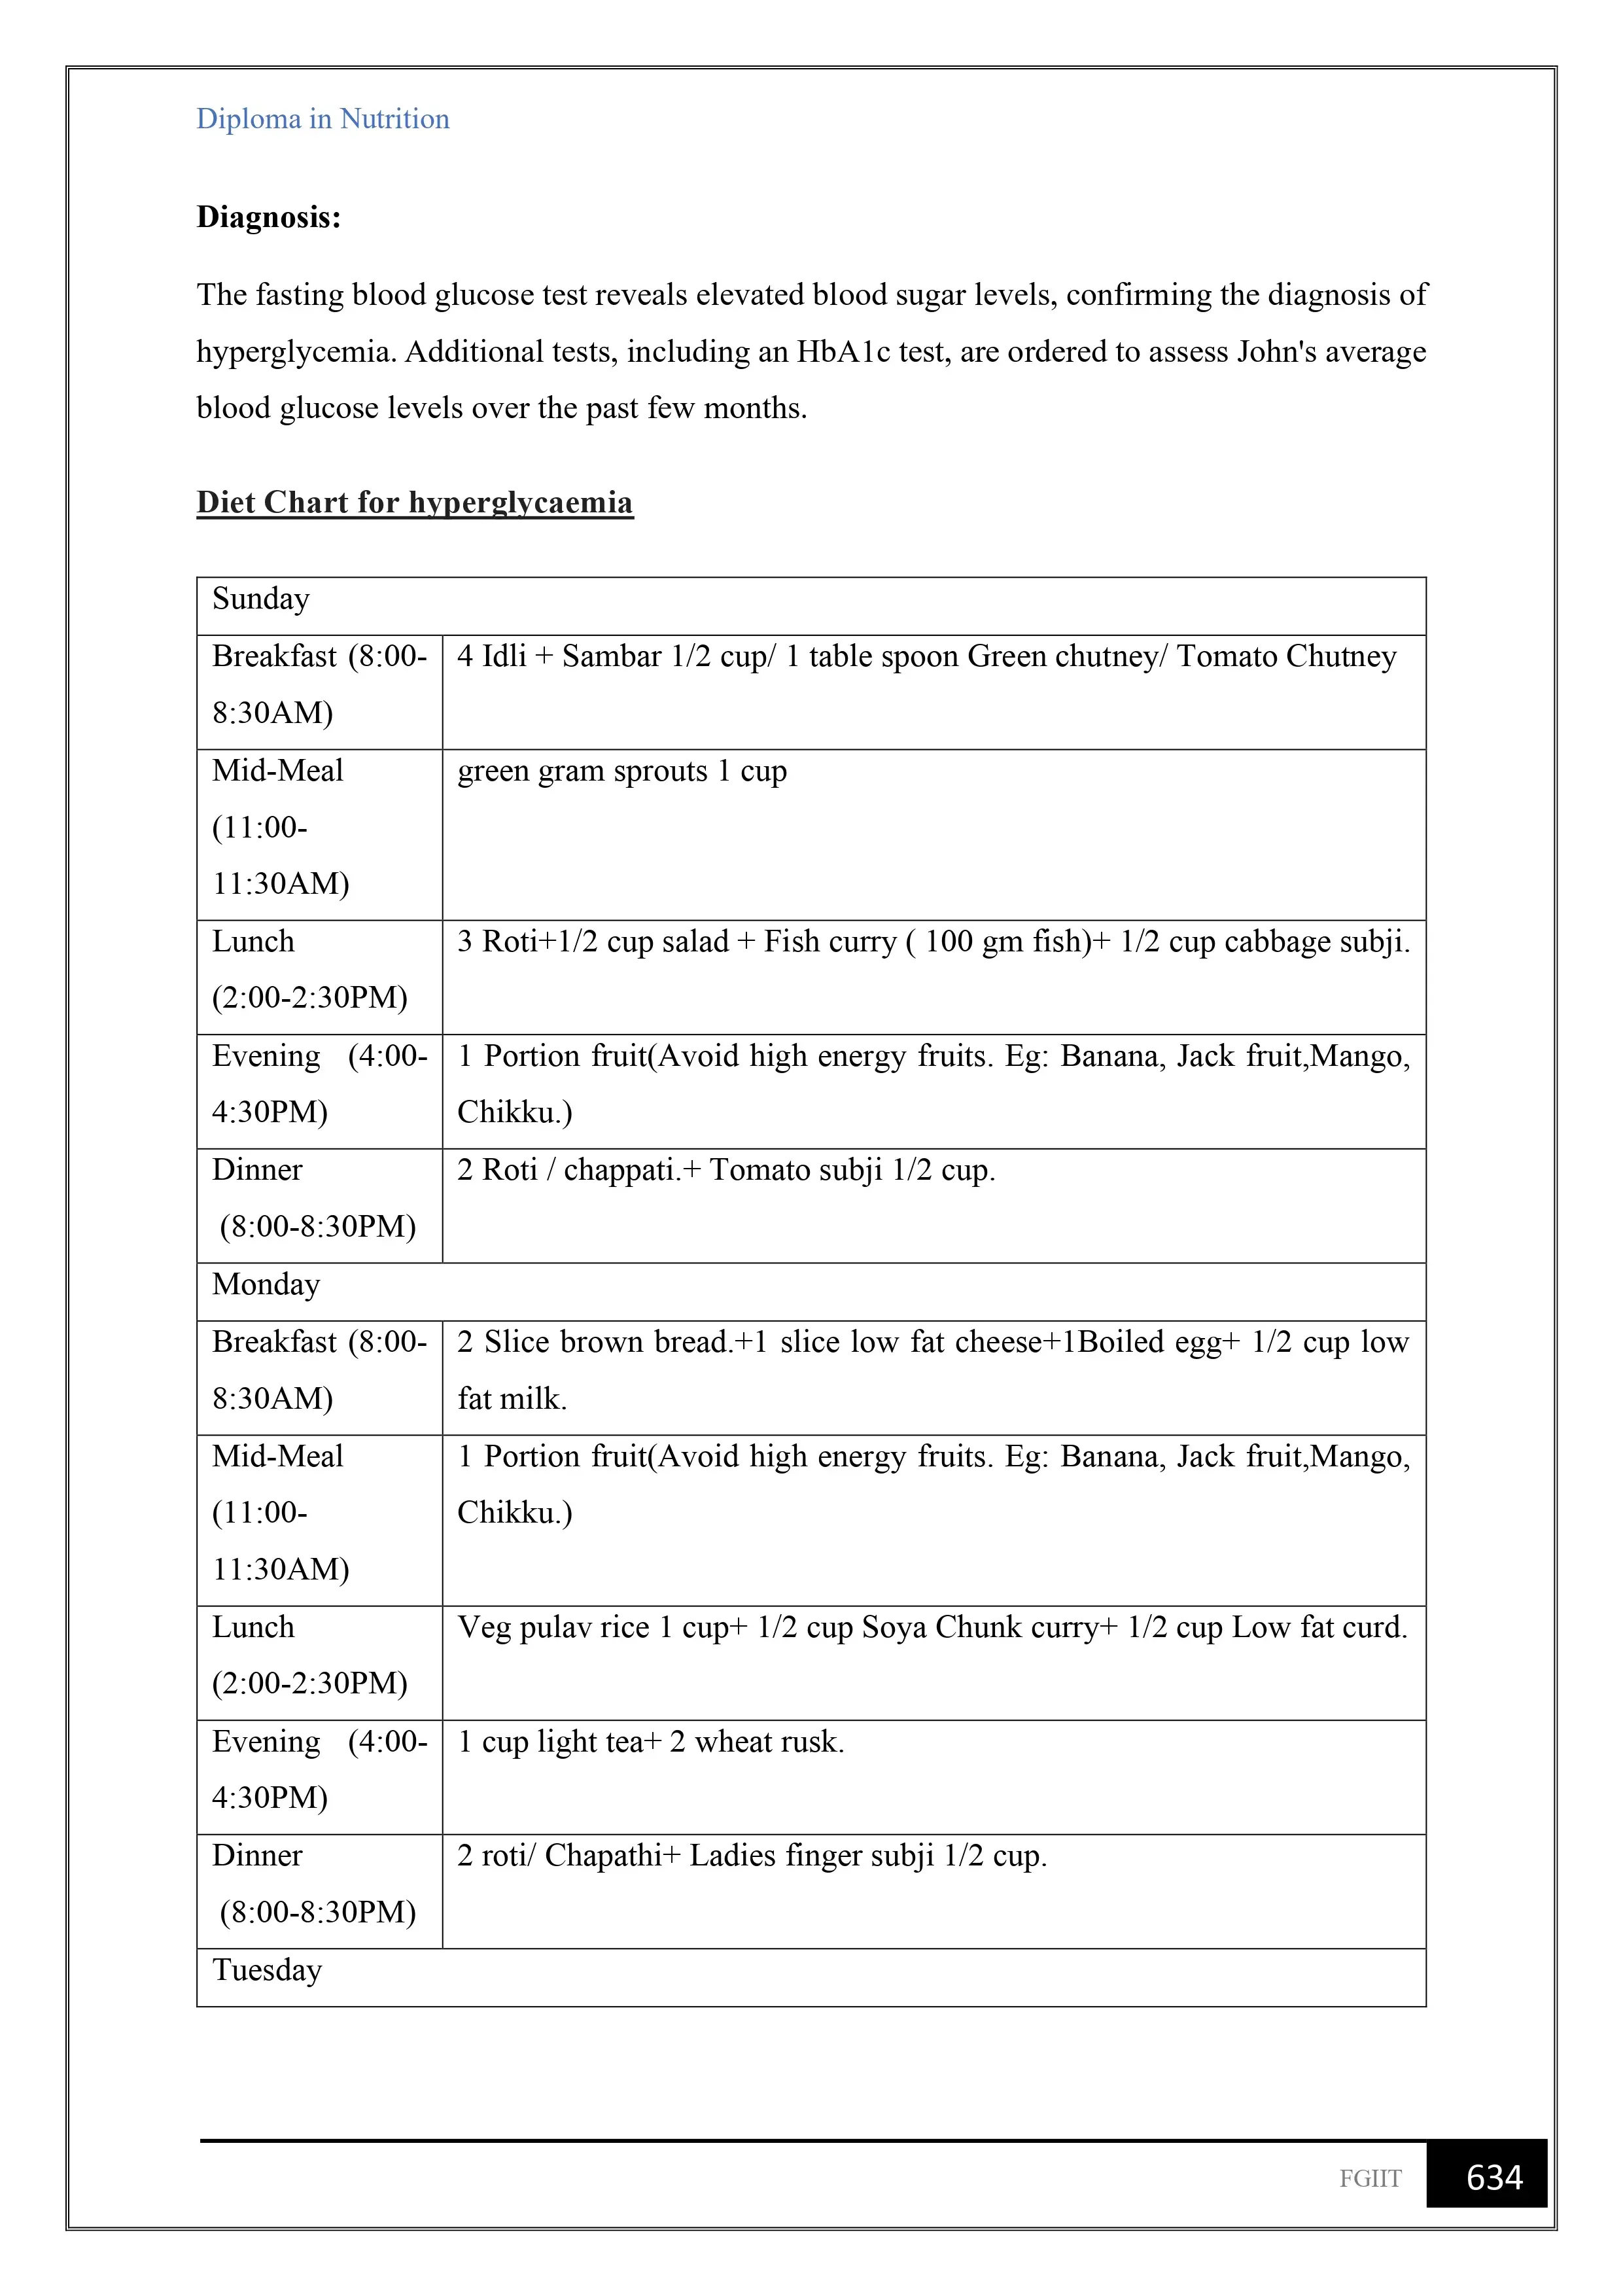 Diploma in Nutrition
Diagnosis:
The fasting blood glucose test reveals elevated blood sugar levels, confirming the diagnosis of
hyperglycemia. Additional tests, including an HbA1c test, are ordered to assess John's average
blood glucose levels over the past few months.
Diet Chart for hyperglycaemia
Sunday
Breakfast (8:00-
8:30AM)
4 Idli + Sambar 1/2 cup/ 1 table spoon Green chutney/ Tomato Chutney
Mid-Meal
(11:00-
11:30AM)
green gram sprouts 1 cup
Lunch
(2:00-2:30PM)
3 Roti+1/2 cup salad + Fish curry ( 100 gm fish)+ 1/2 cup cabbage subji.
Evening (4:00-
4:30PM)
1 Portion fruit(Avoid high energy fruits. Eg: Banana, Jack fruit,Mango,
Chikku.)
Dinner
(8:00-8:30PM)
2 Roti / chappati.+ Tomato subji 1/2 cup.
Monday
Breakfast (8:00-
8:30AM)
2 Slice brown bread.+1 slice low fat cheese+1Boiled egg+ 1/2 cup low
fat milk.
Mid-Meal
(11:00-
11:30AM)
1 Portion fruit(Avoid high energy fruits. Eg: Banana, Jack fruit,Mango,
Chikku.)
Lunch
(2:00-2:30PM)
Veg pulav rice 1 cup+ 1/2 cup Soya Chunk curry+ 1/2 cup Low fat curd.
Evening (4:00-
4:30PM)
1 cup light tea+ 2 wheat rusk.
Dinner
(8:00-8:30PM)
2 roti/ Chapathi+ Ladies finger subji 1/2 cup.
Tuesday
FGIIT
634